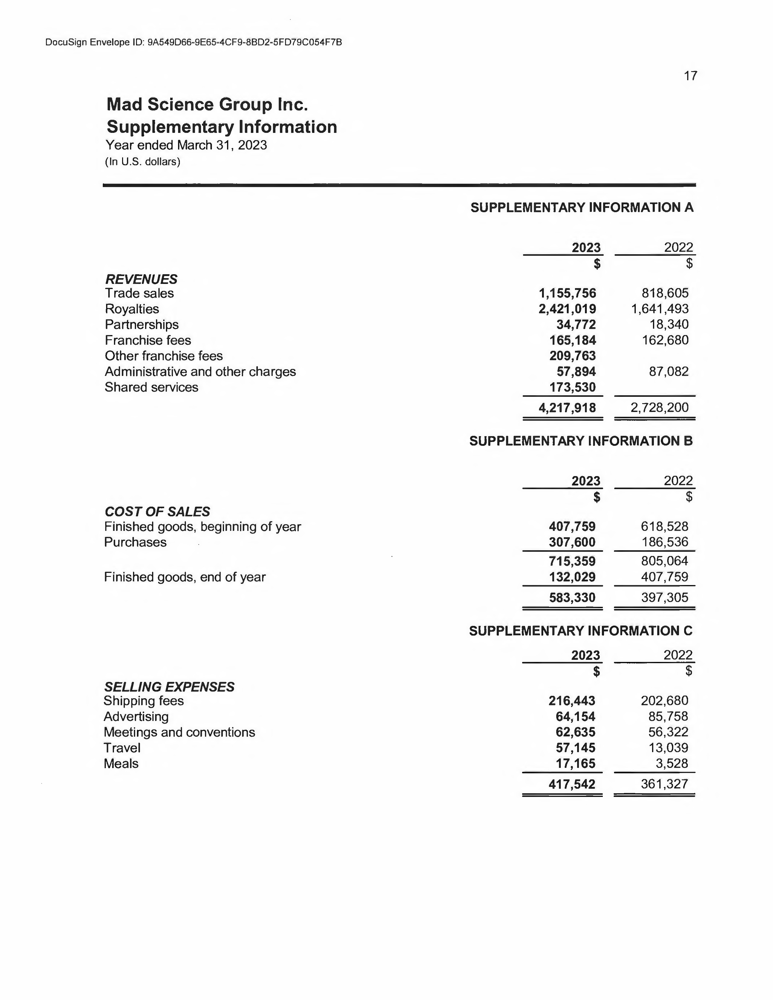 DocuSign Envelope ID: 9A549D66-9E65-4CF9-8BD2-5FD79C054F7B
17
Mad Science Group Inc.
Supplementary Information
Year ended March 31, 2023
(In U.S. dollars)
SUPPLEMENTARY INFORMATION A
2023 2022
$ $
REVENUES
Trade sales 1,155,756 818,605
Royalties 2,421,019 1,641,493
Partnerships 34,772 18,340
Franchise fees 165,184 162,680
Other franchise fees 209,763
Administrative and other charges 57,894 87,082
Shared services 173,530
4,217,918 2,728,200
SUPPLEMENTARY INFORMATION B
2023 2022
$ $
COST OF SALES
Finished goods, beginning of year 407,759 618,528
Purchases 307,600 186,536
715,359 805,064
Finished goods, end of year 132,029 407,759
583,330 397,305
SUPPLEMENTARY INFORMATION C
2023 2022
$ $
SELLING EXPENSES
Shipping fees 216,443 202,680
Advertising 64,154 85,758
Meetings and conventions 62,635 56,322
Travel 57,145 13,039
Meals 17,165 3,528
417,542 361,327